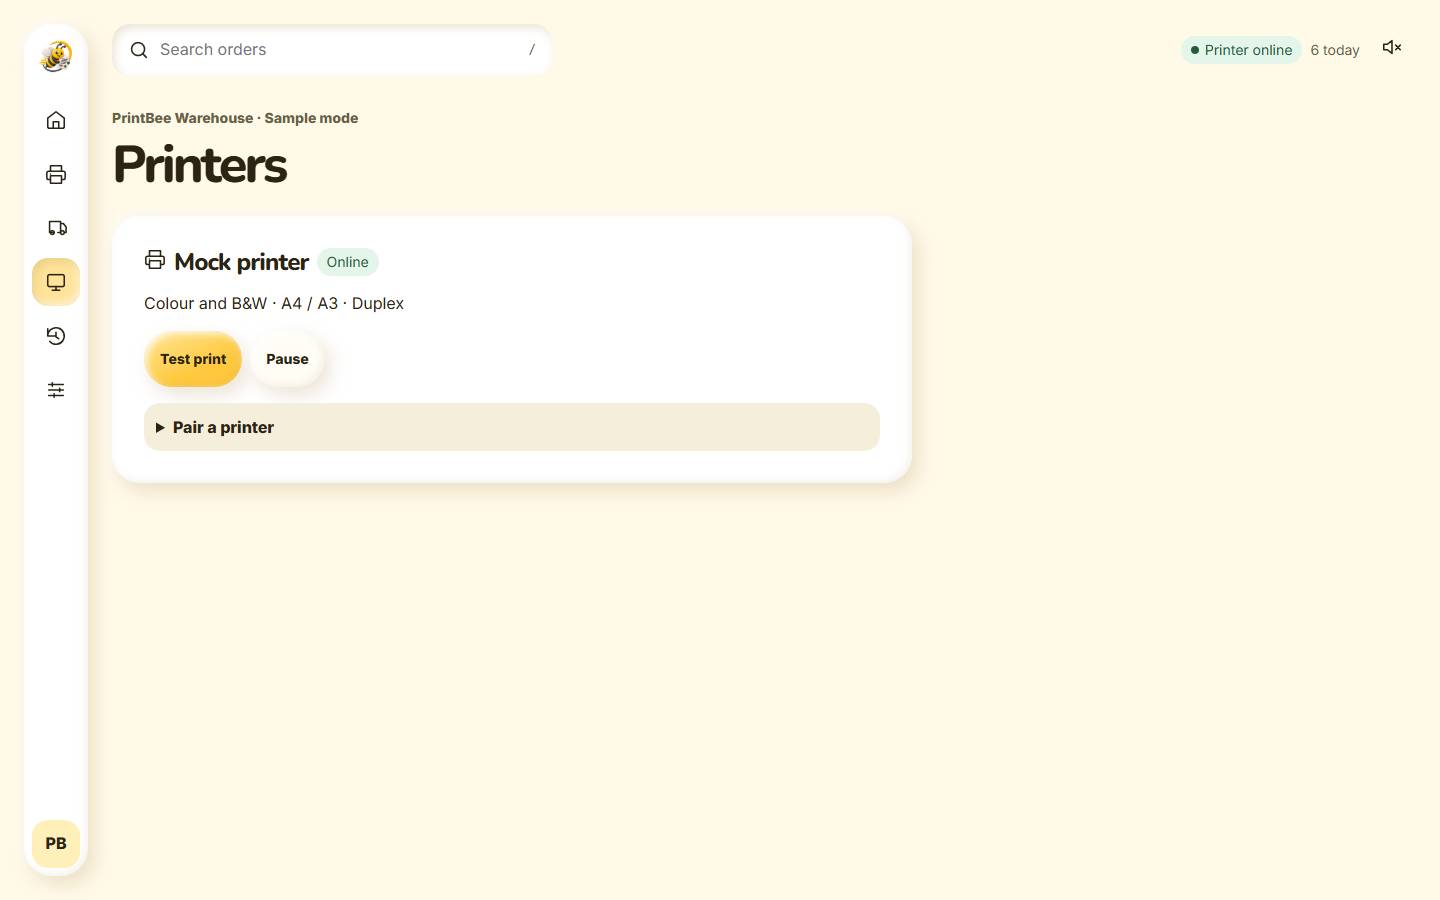 Search orders /
Printer online 6 today
PrintBee Warehouse · Sample mode
Printers
Mock printer Online
Colour and B&W · A4 / A3 · Duplex
Test print Pause
Pair a printer
PB